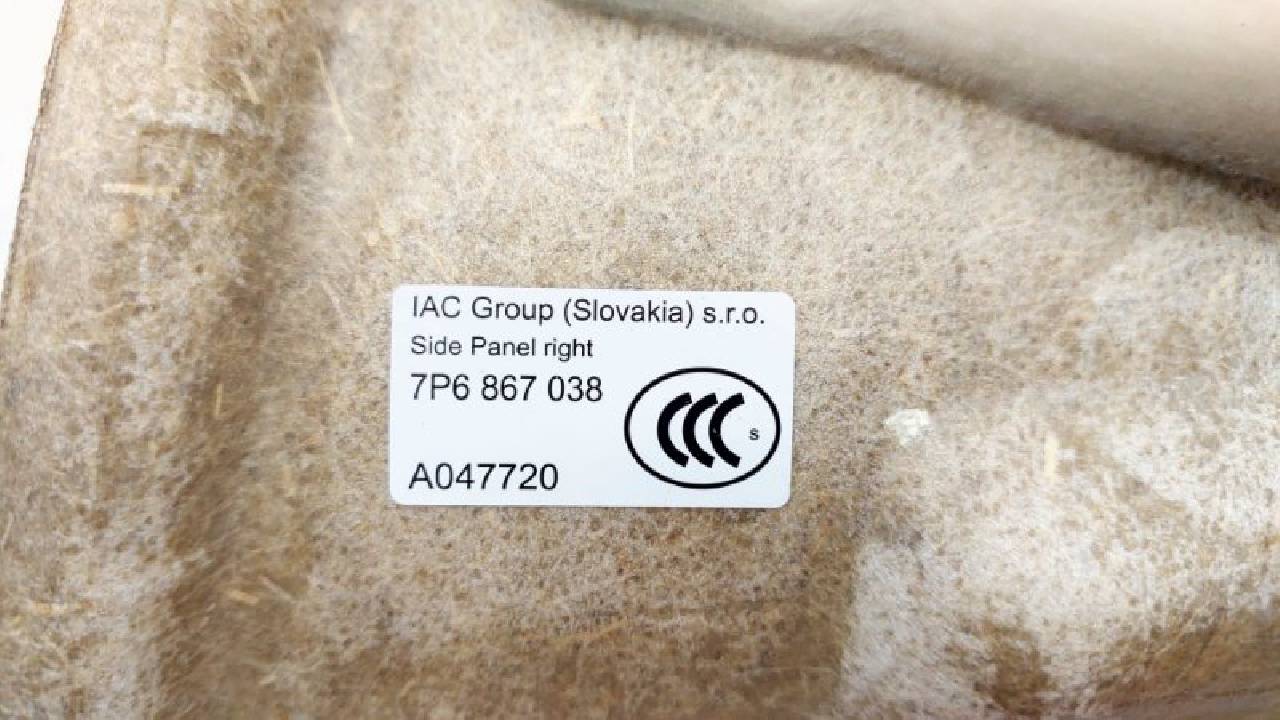 IAC Group (Slovakia) s.r.o.
Side Panel right
7P6 867 038
CCC S
A047720